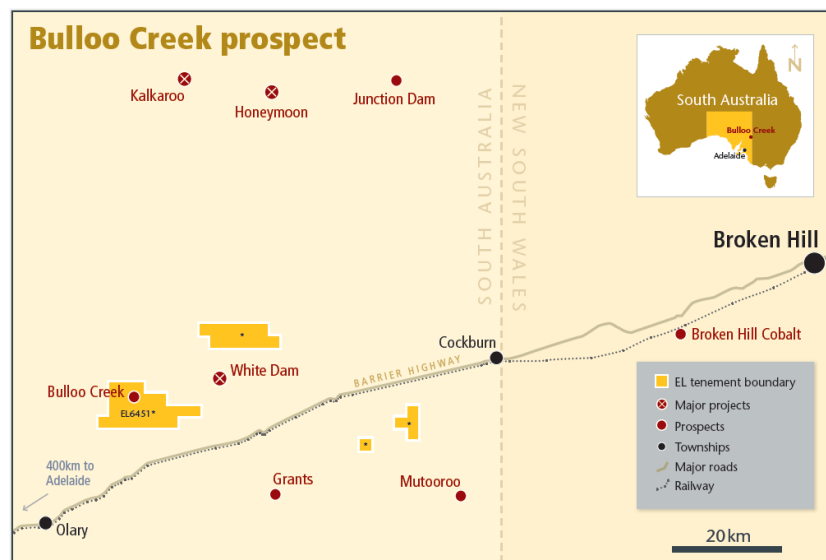 Bulloo Creek prospect
Kalkaroo
Honeymoon
Junction Dam
SOUTH AUSTRALIA
NEW SOUTH WALES
N
South Australia
Bulloo Creek
Adelaide
Broken Hill
Broken Hill Cobalt
Cockburn
BARRIER HIGHWAY
*
White Dam
Bulloo Creek
EL6451*
*
*
400km to
Adelaide
Grants
Mutooroo
Olary
EL tenement boundary
Major projects
Prospects
Townships
Major roads
Railway
20km